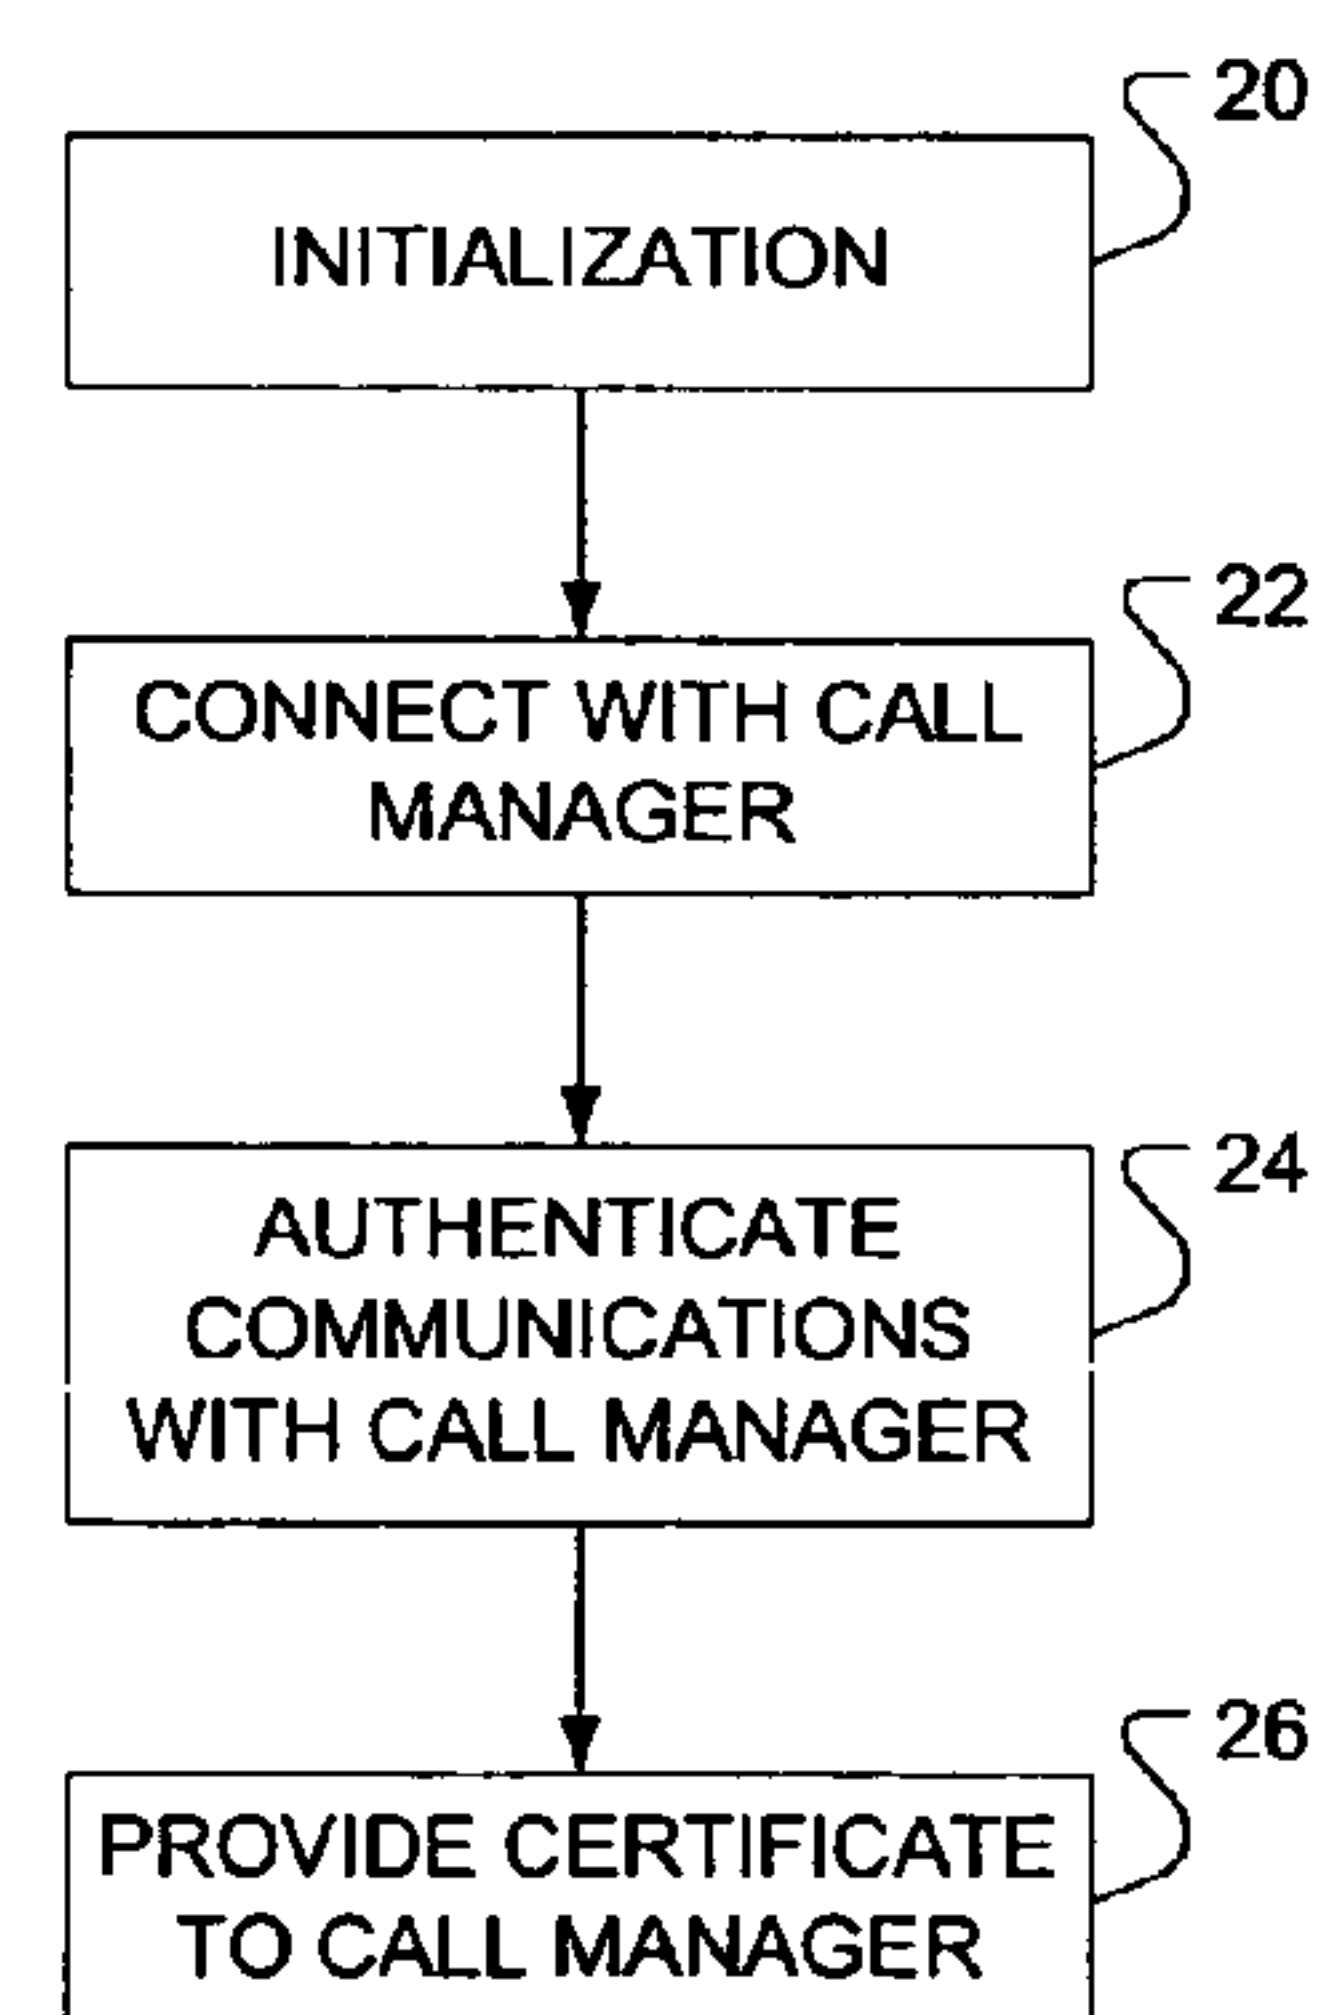 20
INITIALIZATION
22
CONNECT WITH CALL
MANAGER
24
AUTHENTICATE
COMMUNICATIONS
WITH CALL MANAGER
26
PROVIDE CERTIFICATE
TO CALL MANAGER